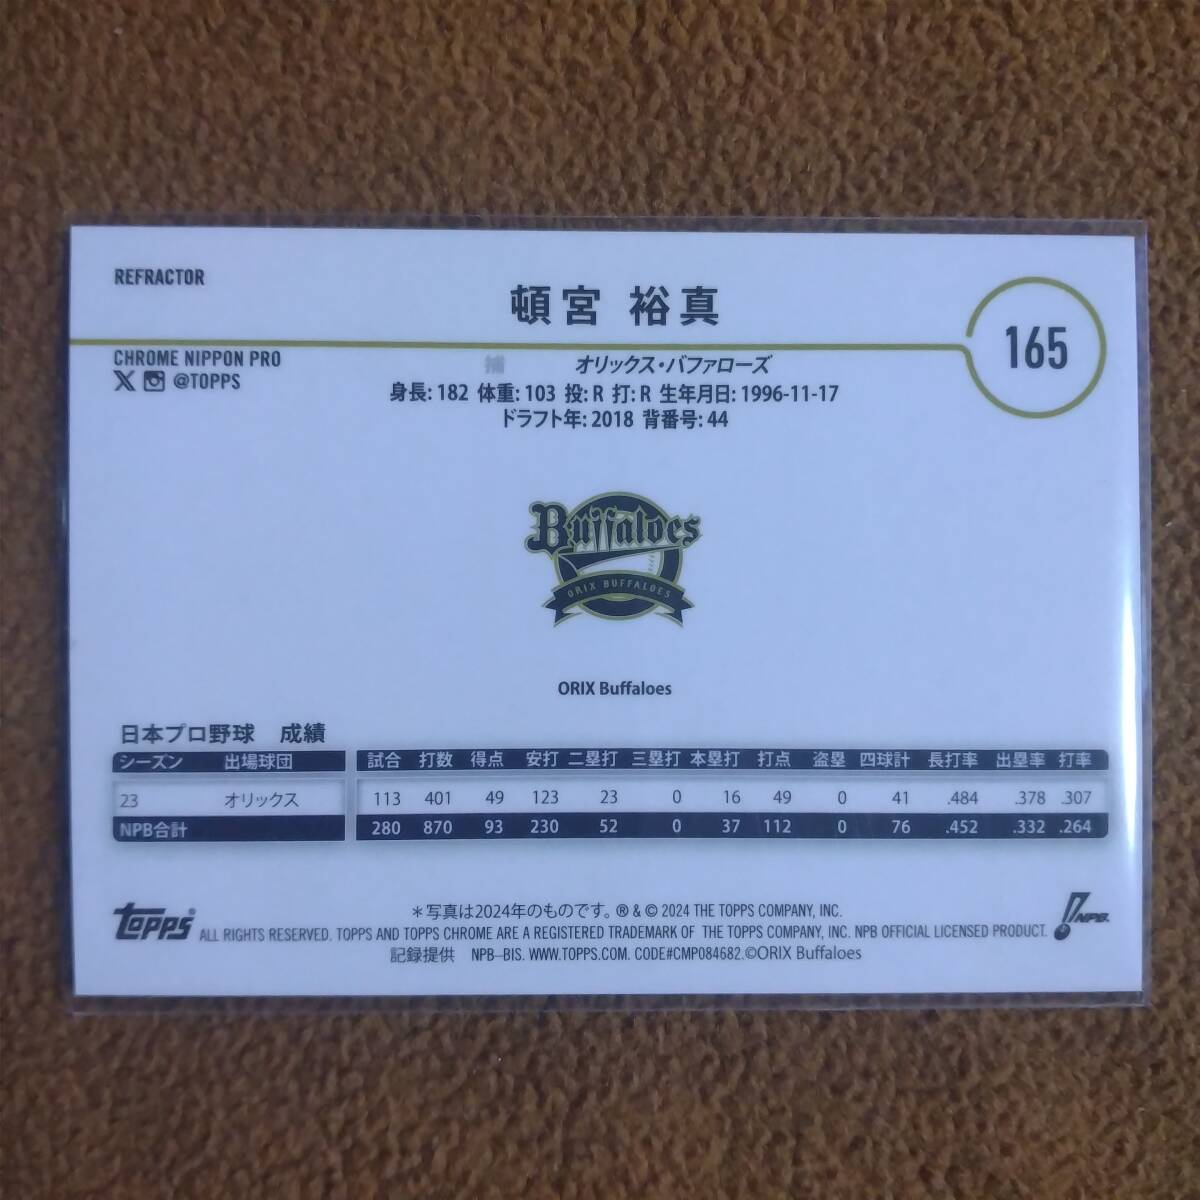 REFRACTOR
頓宮 裕真
165
CHROME NIPPON PRO
@TOPPS
捕 オリックス・バファローズ
身長: 182 体重: 103 投: R 打: R 生年月日: 1996-11-17
ドラフト年: 2018 背番号: 44
Buffaloes
ORIX BUFFALOES
ORIX Buffaloes
日本プロ野球 成績
シーズン 出場球団 試合 打数 得点 安打 二塁打 三塁打 本塁打 打点 盗塁 四球計 長打率 出塁率 打率
23 オリックス 113 401 49 123 23 0 16 49 0 41 .484 .378 .307
NPB合計 280 870 93 230 52 0 37 112 0 76 .452 .332 .264
＊写真は2024年のものです。® & © 2024 THE TOPPS COMPANY, INC.
TOPPS ALL RIGHTS RESERVED. TOPPS AND TOPPS CHROME ARE A REGISTERED TRADEMARK OF THE TOPPS COMPANY, INC. NPB OFFICIAL LICENSED PRODUCT. NPB
記録提供 NPB-BIS. WWW.TOPPS.COM. CODE#CMP084682.©ORIX Buffaloes